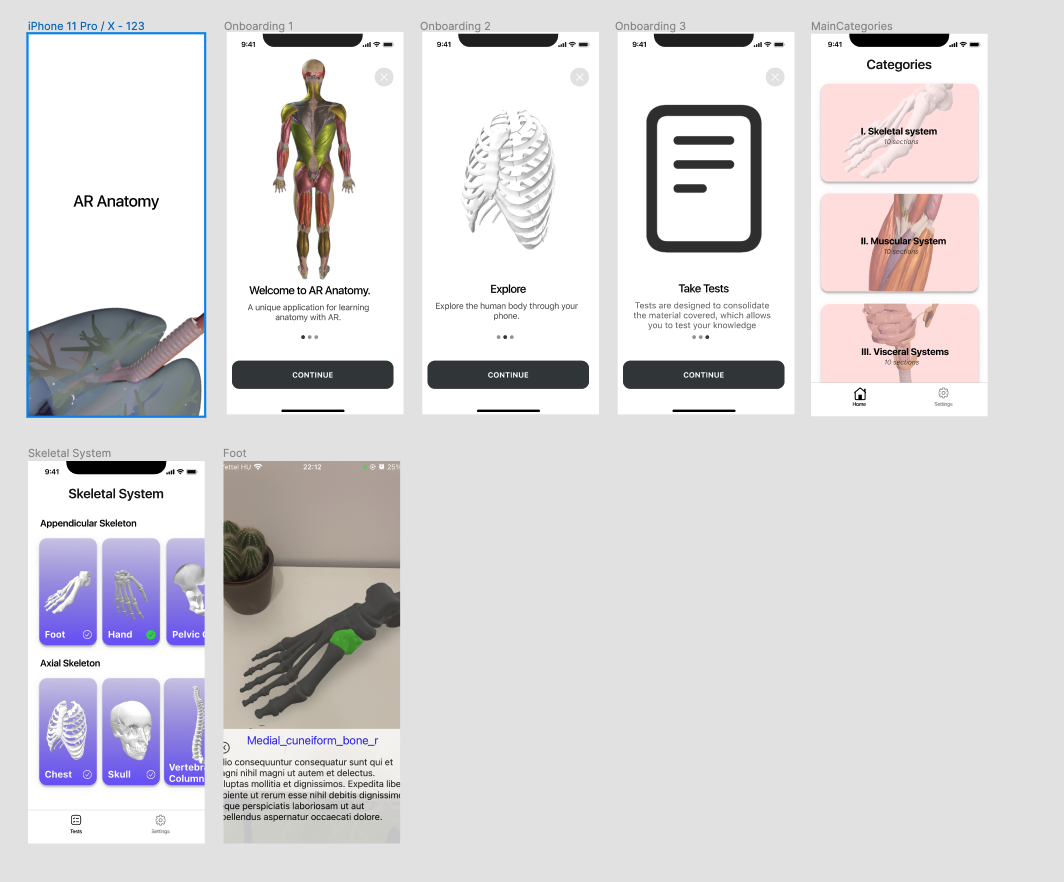 iPhone 11 Pro / X - 123
Onboarding 1
Onboarding 2
Onboarding 3
MainCategories
AR Anatomy
9:41
Welcome to AR Anatomy.
A unique application for learning
anatomy with AR.
CONTINUE
9:41
Explore
Explore the human body through your
phone.
CONTINUE
9:41
Take Tests
Tests are designed to consolidate
the material covered, which allows
you to test your knowledge
CONTINUE
9:41
Categories
I. Skeletal system
10 sections
II. Muscular System
10 sections
III. Visceral Systems
10 sections
Home
Settings
Skeletal System
Foot
9:41
Skeletal System
Appendicular Skeleton
Foot
Hand
Pelvic
Axial Skeleton
Chest
Skull
Vertebr
Column
Tests
Settings
ettel HU
22:12
25%
Medial_cuneiform_bone_r
io consequuntur consequatur sunt qui et
agni nihil magni ut autem et delectus.
luptas mollitia et dignissimos. Expedita libe
piente ut rerum esse nihil debitis dignissimo
eque perspiciatis laboriosam ut aut
pellendus aspernatur occaecati dolore.